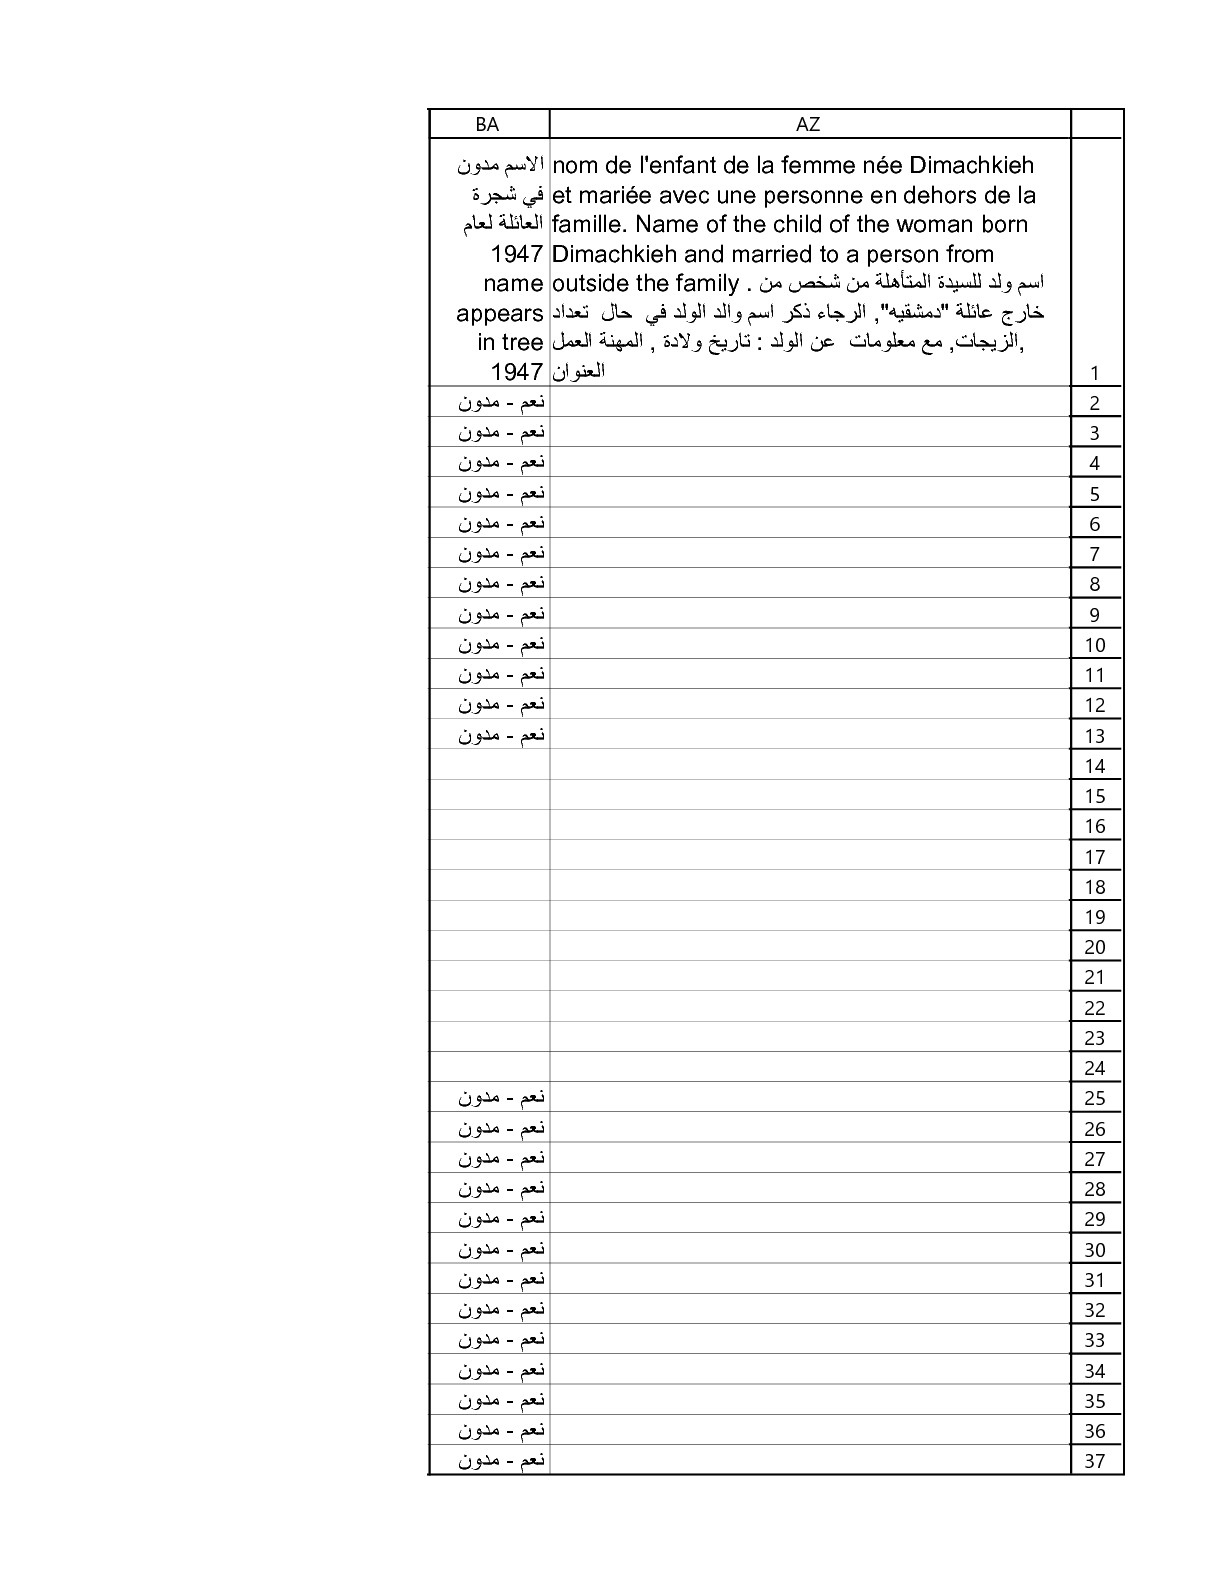 BA AZ
الاسم مدون
في شجرة
العائلة لعام
1947
name
appears
in tree
1947
nom de l'enfant de la femme née Dimachkieh
et mariée avec une personne en dehors de la
famille. Name of the child of the woman born
Dimachkieh and married to a person from
outside the family . اسم ولد للسيدة المتأهلة من شخص من
خارج عائلة "دمشقيه", الرجاء ذكر اسم والد الولد في حال تعداد
الزيجات, مع معلومات عن الولد : تاريخ ولادة , المهنة العمل,
العنوان
1
نعم - مدون 2
نعم - مدون 3
نعم - مدون 4
نعم - مدون 5
نعم - مدون 6
نعم - مدون 7
نعم - مدون 8
نعم - مدون 9
نعم - مدون 10
نعم - مدون 11
نعم - مدون 12
نعم - مدون 13
14
15
16
17
18
19
20
21
22
23
24
نعم - مدون 25
نعم - مدون 26
نعم - مدون 27
نعم - مدون 28
نعم - مدون 29
نعم - مدون 30
نعم - مدون 31
نعم - مدون 32
نعم - مدون 33
نعم - مدون 34
نعم - مدون 35
نعم - مدون 36
نعم - مدون 37